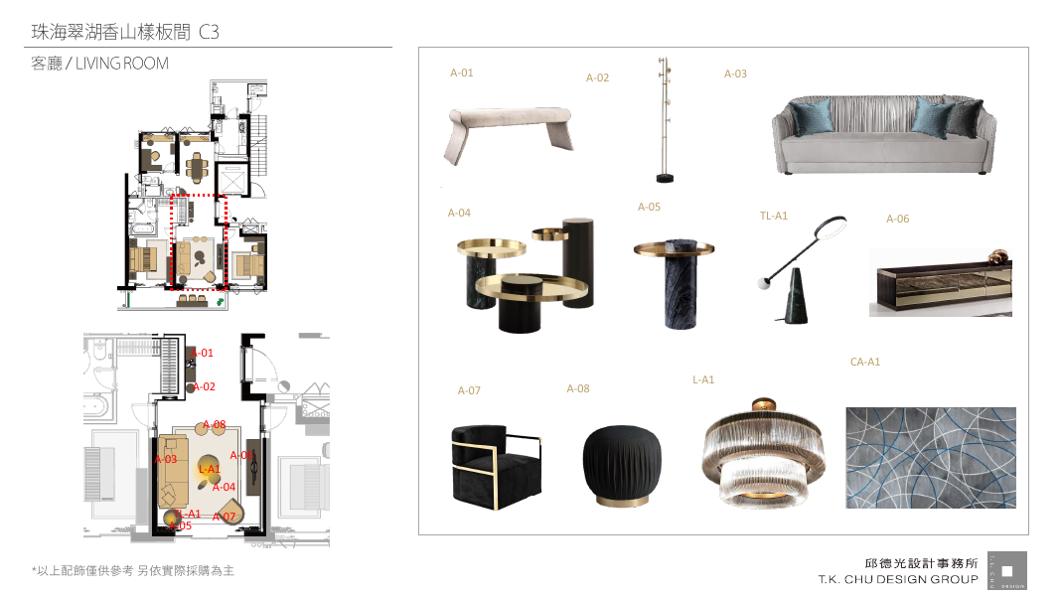 珠海翠湖香山樣板間 C3
客廳 / LIVING ROOM
A-01
A-02
A-03
A-04
A-05
TL-A1
A-06
A-07
A-08
L-A1
CA-A1
A-01
A-02
A-08
A-03
L-A1
A-04
A-07
A-05
*以上配飾僅供參考 另依實際採購為主
邱德光設計事務所
T.K. CHU DESIGN GROUP
T.K. CHU
DESIGN